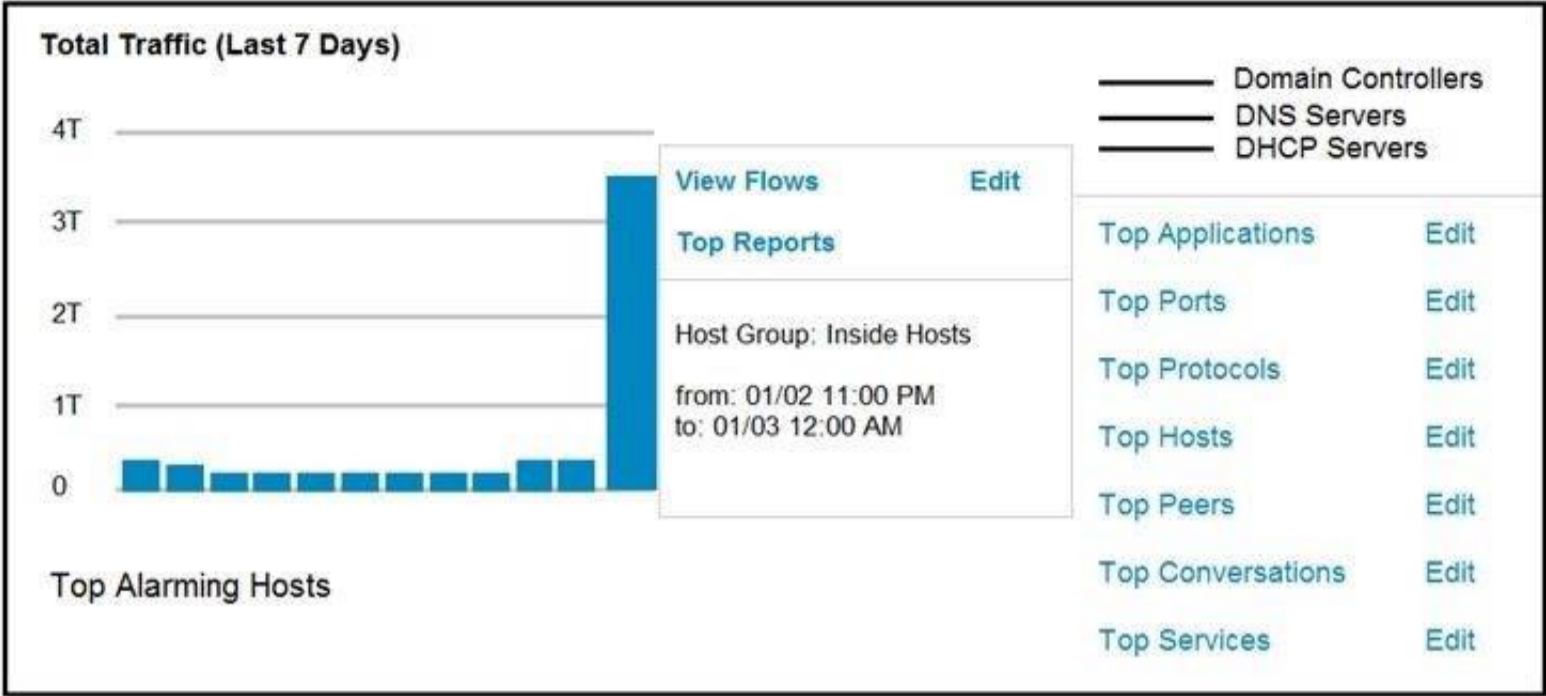 Total Traffic (Last 7 Days)
4T
3T
2T
1T
0
View Flows Edit
Top Reports
Host Group: Inside Hosts
from: 01/02 11:00 PM
to: 01/03 12:00 AM
Domain Controllers
DNS Servers
DHCP Servers
Top Applications Edit
Top Ports Edit
Top Protocols Edit
Top Hosts Edit
Top Peers Edit
Top Conversations Edit
Top Services Edit
Top Alarming Hosts